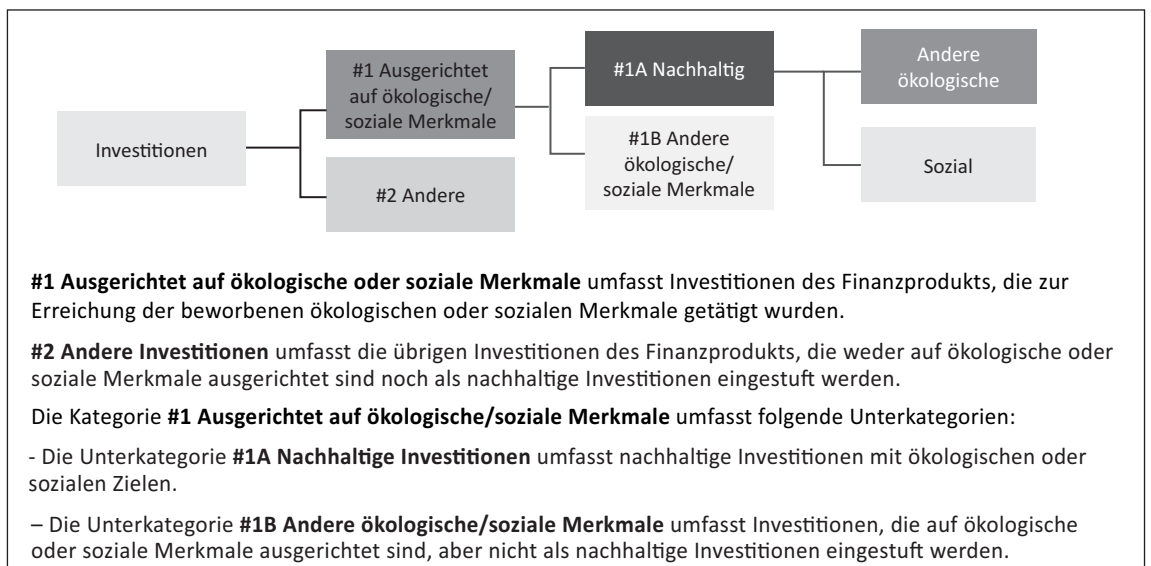 Investitionen
#1 Ausgerichtet
auf ökologische/
soziale Merkmale
#2 Andere
#1A Nachhaltig
#1B Andere
ökologische/
soziale Merkmale
Andere
ökologische
Sozial
#1 Ausgerichtet auf ökologische oder soziale Merkmale umfasst Investitionen des Finanzprodukts, die zur
Erreichung der beworbenen ökologischen oder sozialen Merkmale getätigt wurden.
#2 Andere Investitionen umfasst die übrigen Investitionen des Finanzprodukts, die weder auf ökologische oder
soziale Merkmale ausgerichtet sind noch als nachhaltige Investitionen eingestuft werden.
Die Kategorie #1 Ausgerichtet auf ökologische/soziale Merkmale umfasst folgende Unterkategorien:
- Die Unterkategorie #1A Nachhaltige Investitionen umfasst nachhaltige Investitionen mit ökologischen oder
sozialen Zielen.
– Die Unterkategorie #1B Andere ökologische/soziale Merkmale umfasst Investitionen, die auf ökologische
oder soziale Merkmale ausgerichtet sind, aber nicht als nachhaltige Investitionen eingestuft werden.